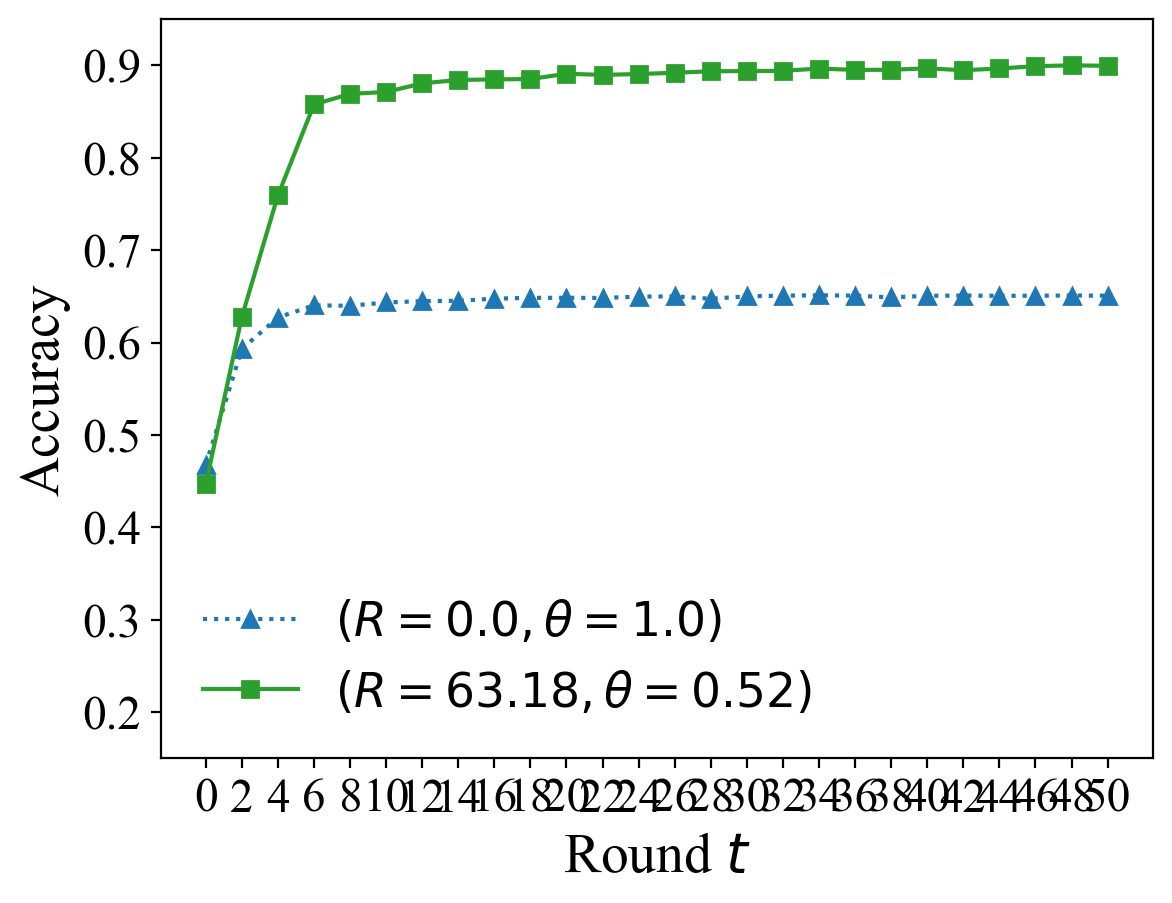 0.9
0.8
0.7
0.6
0.5
0.4
0.3
0.2
Accuracy
(R = 0.0, θ = 1.0)
(R = 63.18, θ = 0.52)
0 2 4 6 8 10 12 14 16 18 20 22 24 26 28 30 32 34 36 38 40 42 44 46 48 50
Round t